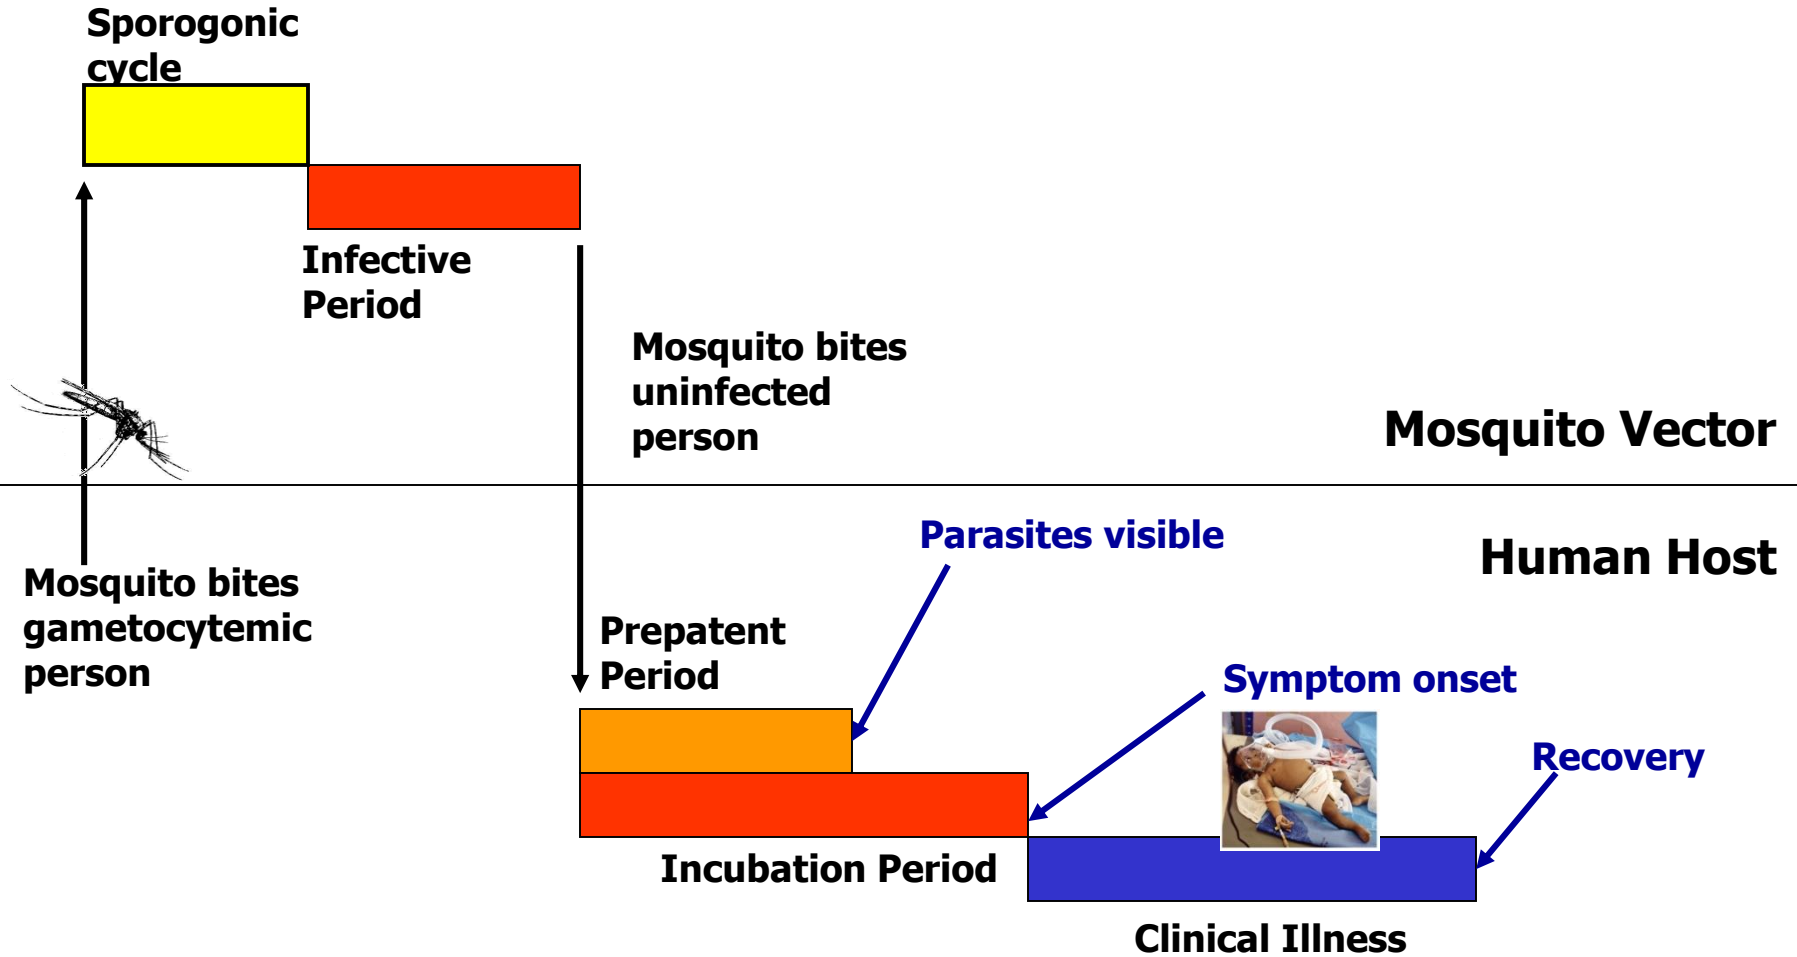 Sporogonic
cycle
Infective
Period
Mosquito bites
uninfected
person
Mosquito Vector
Human Host
Parasites visible
Mosquito bites
gametocytemic
person
Prepatent
Period
Symptom onset
Recovery
Incubation Period
Clinical Illness